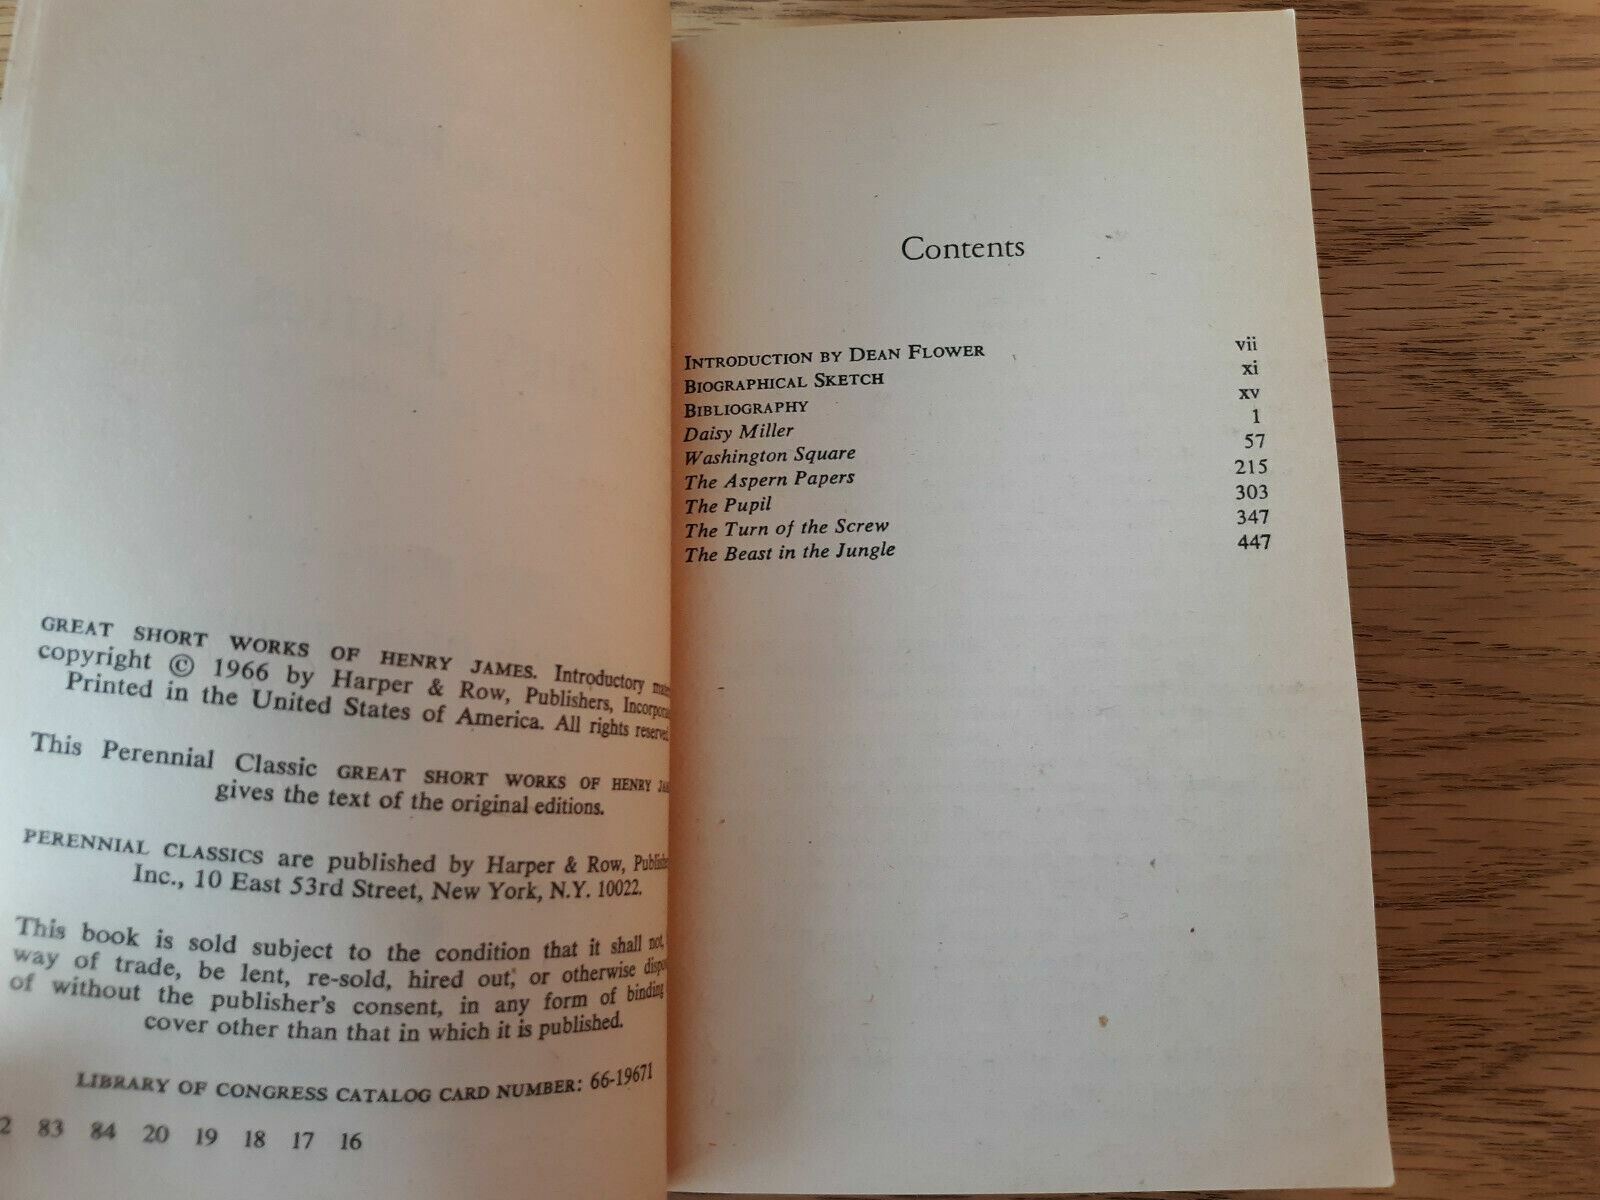 GREAT SHORT WORKS OF HENRY JAMES. Introductory
copyright © 1966 by Harper & Row, Publishers,
Printed in the United States of America. All rights
This Perennial Classic GREAT SHORT WORKS OF HENRY
gives the text of the original editions.
PERENNIAL CLASSICS are published by Harper & Row,
Inc., 10 East 53rd Street, New York, N.Y. 10022.
This book is sold subject to the condition that it shall not,
way of trade, be lent, re-sold, hired out, or otherwise
of without the publisher's consent, in any form of binding
cover other than that in which it is published.
LIBRARY OF CONGRESS CATALOG CARD NUMBER: 66-19671
2 83 84 20 19 18 17 16
Contents
INTRODUCTION BY DEAN FLOWER vii
BIOGRAPHICAL SKETCH xi
BIBLIOGRAPHY xv
Daisy Miller 1
Washington Square 57
The Aspern Papers 215
The Pupil 303
The Turn of the Screw 347
The Beast in the Jungle 447